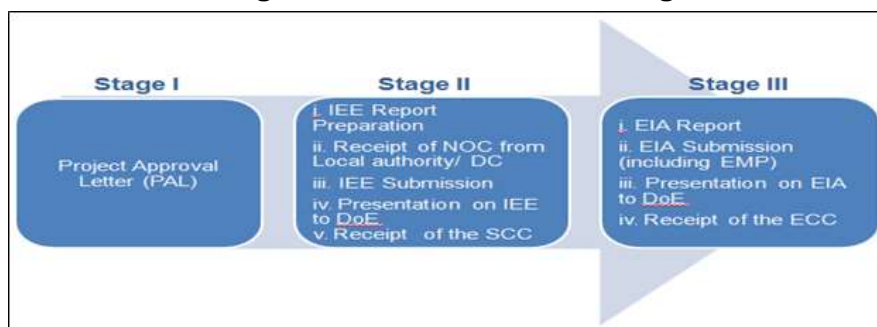 Stage I
Project Approval
Letter (PAL)
Stage II
i. IEE Report
Preparation
ii. Receipt of NOC from
Local authority/ DC
iii. IEE Submission
iv. Presentation on IEE
to DoE
v. Receipt of the SCC
Stage III
i. EIA Report
ii. EIA Submission
(including EMP)
iii. Presentation on EIA
to DoE
iv. Receipt of the ECC